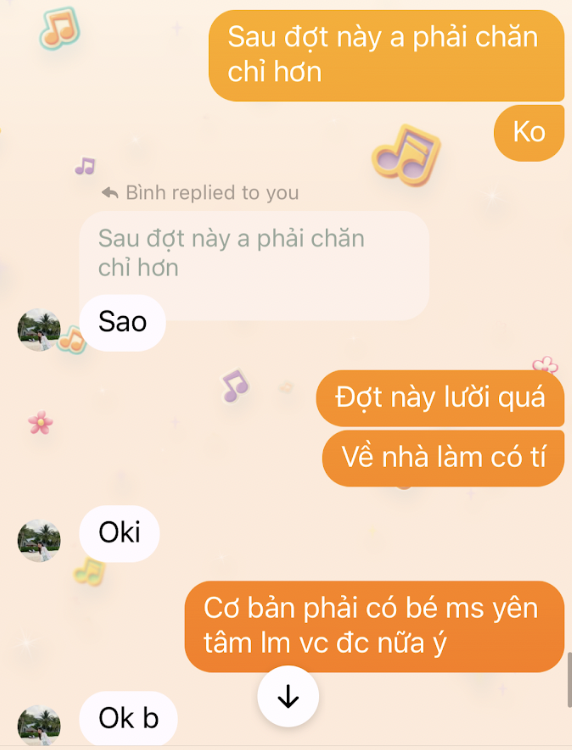 Sau đợt này a phải chăn
chỉ hơn
Ko
Bình replied to you
Sau đợt này a phải chăn
chỉ hơn
Sao
Đợt này lười quá
Về nhà làm có tí
Oki
Cơ bản phải có bé ms yên
tâm lm vc đc nữa ý
Ok b